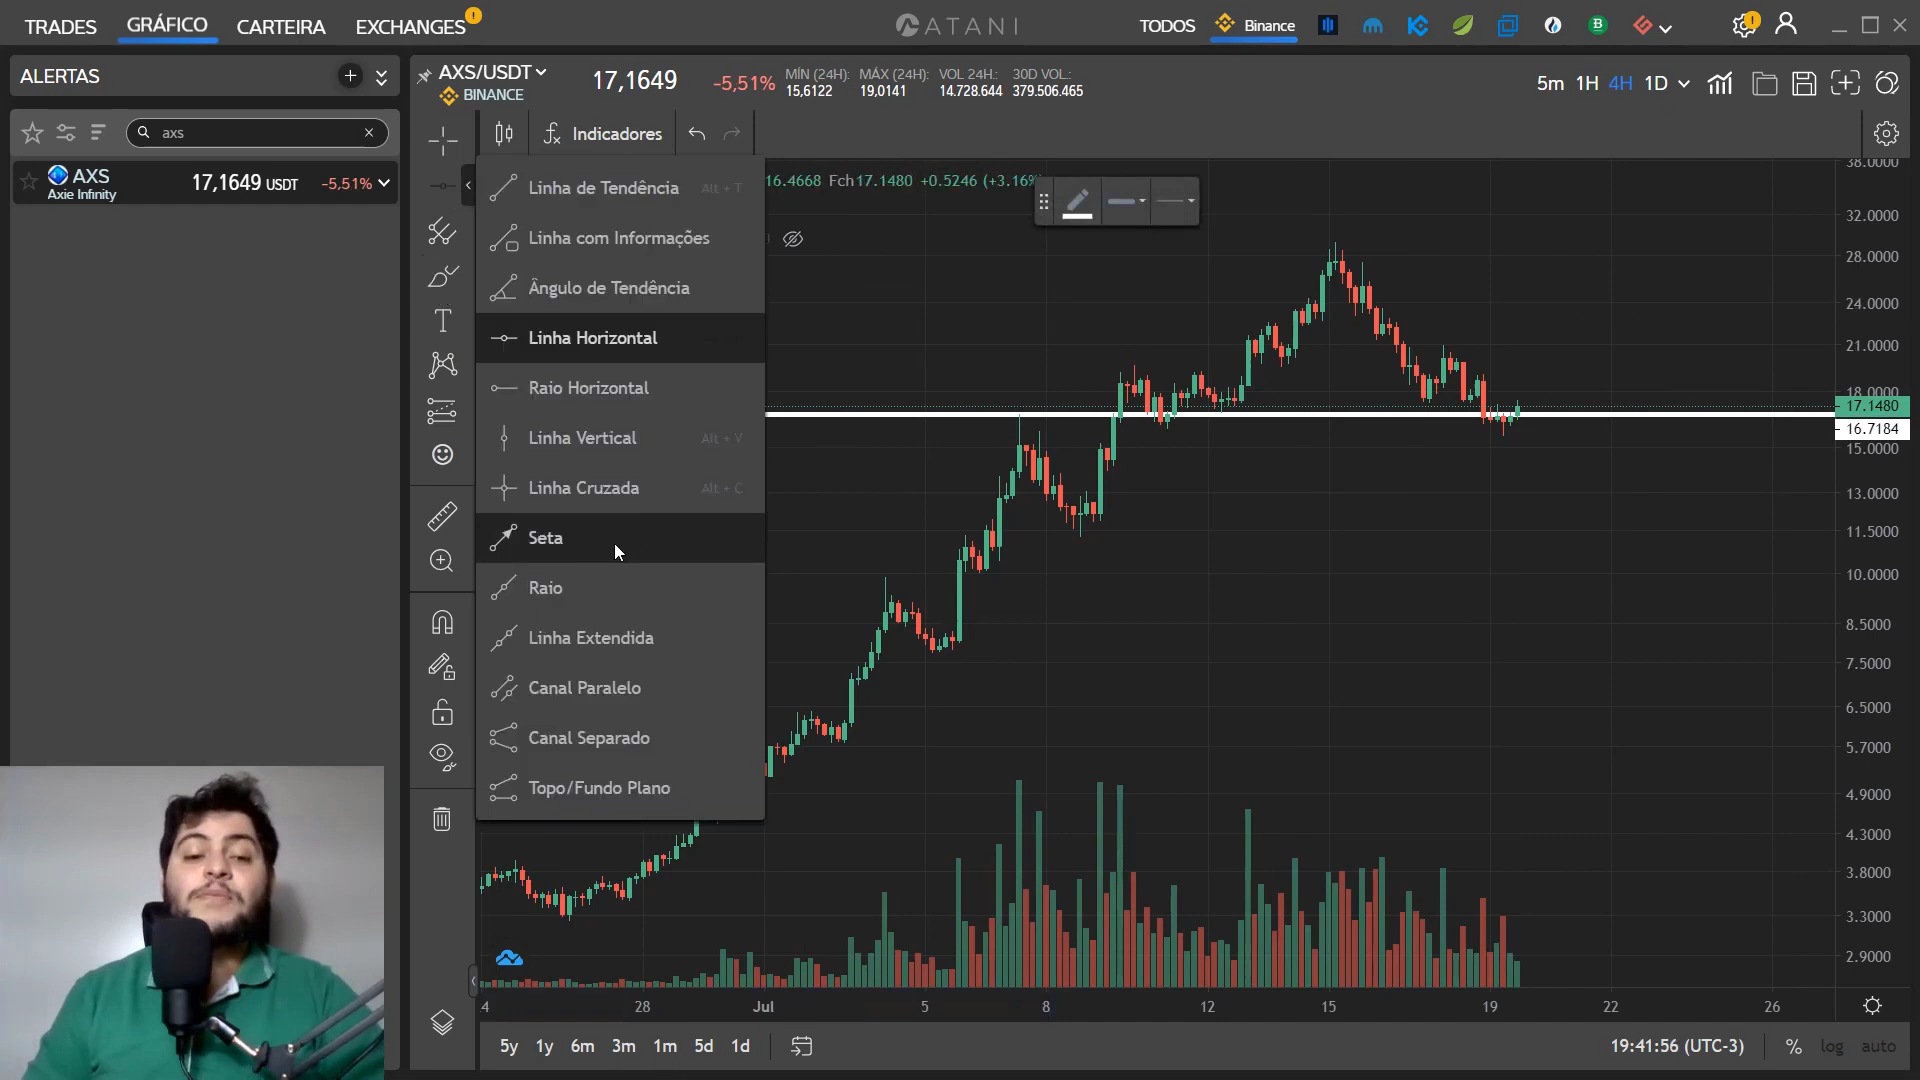 TRADES
GRÁFICO
CARTEIRA
EXCHANGES
ATANI
TODOS
Binance
ALERTAS
AXS/USDT
BINANCE
17,1649
-5,51%
MÍN (24H):
15,6122
MÁX (24H):
19,0141
VOL 24H.:
14.728.644
30D VOL.:
379.506.465
5m
1H
4H
1D
axs
Indicadores
AXS
Axie Infinity
17,1649 USDT
-5,51%
16.4668 Fch17.1480 +0.5246 (+3.16%
Linha de Tendência Alt + T
Linha com Informações
Ângulo de Tendência
Linha Horizontal
Raio Horizontal
Linha Vertical Alt + V
Linha Cruzada Alt + C
Seta
Raio
Linha Extendida
Canal Paralelo
Canal Separado
Topo/Fundo Plano
38.0000
32.0000
28.0000
24.0000
21.0000
18.0000
17.1480
16.7184
15.0000
13.0000
11.5000
10.0000
8.5000
7.5000
6.5000
5.7000
4.9000
4.3000
3.8000
3.3000
2.9000
28
Jul
5
8
12
15
19
22
26
5y
1y
6m
3m
1m
5d
1d
19:41:56 (UTC-3)
%
log
auto